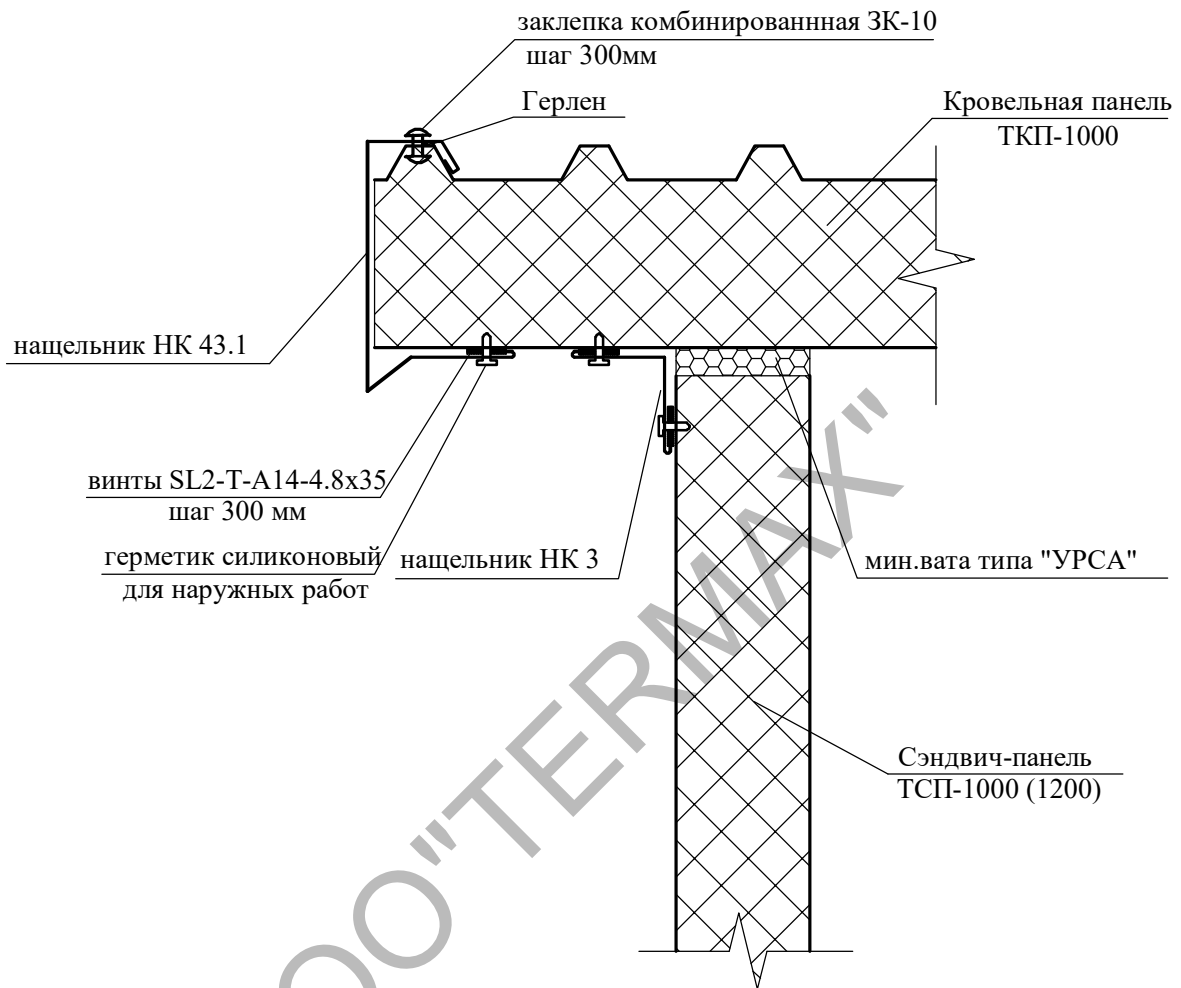 заклепка комбинированнная ЗК-10
шаг 300мм
Герлен
Кровельная панель
ТКП-1000
нащельник НК 43.1
винты SL2-T-A14-4.8x35
шаг 300 мм
герметик силиконовый
для наружных работ
нащельник НК 3
мин.вата типа "УРСА"
Сэндвич-панель
ТСП-1000 (1200)
ОО"TERMAX"